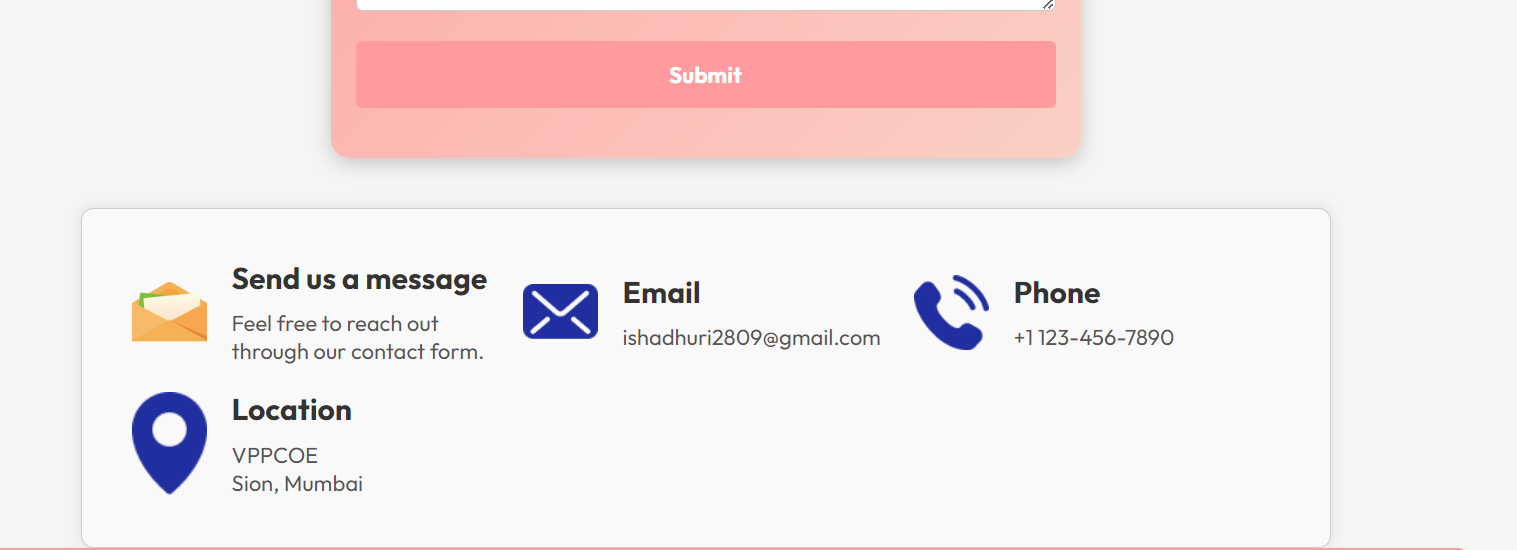 Submit
Send us a message
Feel free to reach out
through our contact form.
Email
ishadhuri2809@gmail.com
Phone
+1 123-456-7890
Location
VPPCOE
Sion, Mumbai